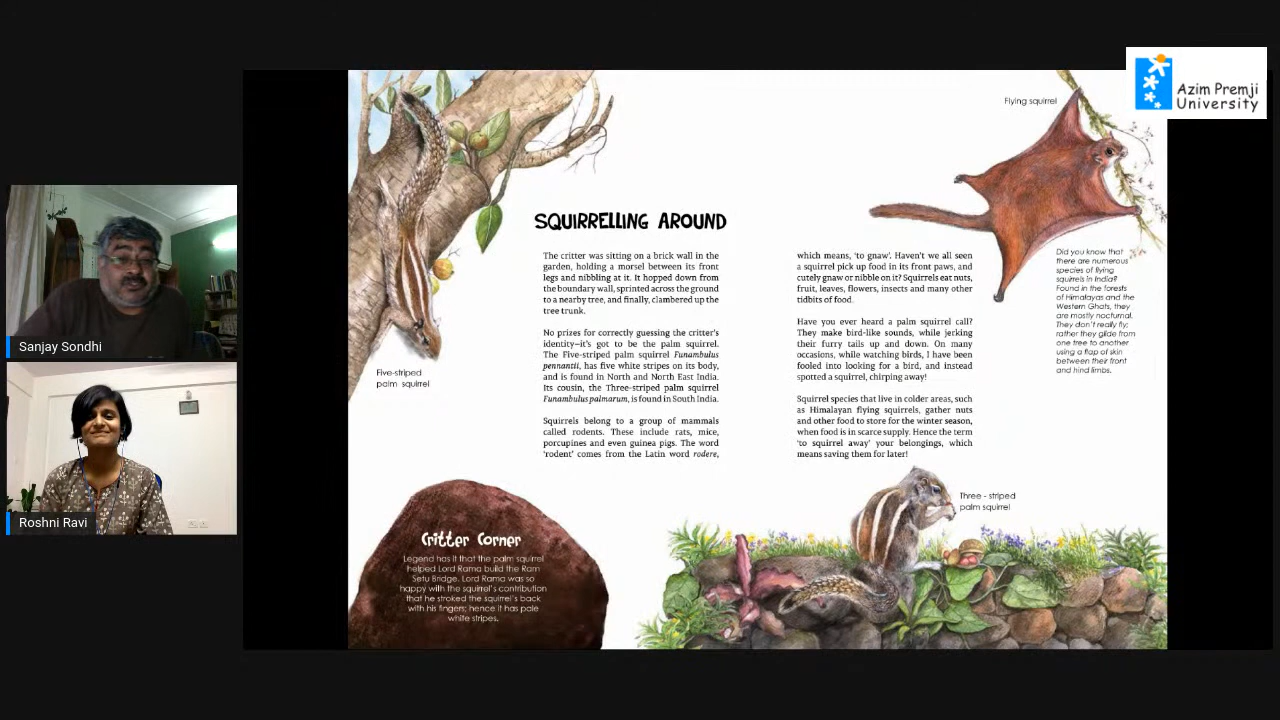 Azim Premji
University
Sanjay Sondhi
Roshni Ravi
SQUIRRELLING AROUND
The critter was sitting on a brick wall in the
garden, holding a morsel between its front
legs and nibbling at it. It hopped down from
the boundary wall, sprinted across the ground
to a nearby tree, and finally, clambered up the
tree trunk.
No prizes for correctly guessing the critter's
identity—it's got to be the palm squirrel.
The Five-striped palm squirrel Funambulus
pennantii, has five white stripes on its body,
and is found in North and North East India.
Its cousin, the Three-striped palm squirrel
Funambulus palmarum, is found in South India.
Squirrels belong to a group of mammals
called rodents. These include rats, mice,
porcupines and even guinea pigs. The word
'rodent' comes from the Latin word rodere,
which means, 'to gnaw'. Haven't we all seen
a squirrel pick up food in its front paws, and
cutely gnaw or nibble on it? Squirrels eat nuts,
fruit, leaves, flowers, insects and many other
tidbits of food.
Have you ever heard a palm squirrel call?
They make bird-like sounds, while jerking
their furry tails up and down. On many
occasions, while watching birds, I have been
fooled into looking for a bird, and instead
spotted a squirrel, chirping away!
Squirrel species that live in colder areas, such
as Himalayan flying squirrels, gather nuts
and other food to store for the winter season,
when food is in scarce supply. Hence the term
'to squirrel away' your belongings, which
means saving them for later!
Flying squirrel
Did you know that
there are numerous
species of flying
squirrels in India?
Found in the forests
of Himalayas and the
Western Ghats, they
are mostly nocturnal.
They don't really fly;
rather they glide from
one tree to another
using a flap of skin
between their front
and hind limbs.
Five-striped
palm squirrel
Three - striped
palm squirrel
Critter Corner
Legend has it that the palm squirrel
helped Lord Rama build the Ram
Setu Bridge. Lord Rama was so
happy with the squirrel's contribution
that he stroked the squirrel's back
with his fingers; hence it has pale
white stripes.